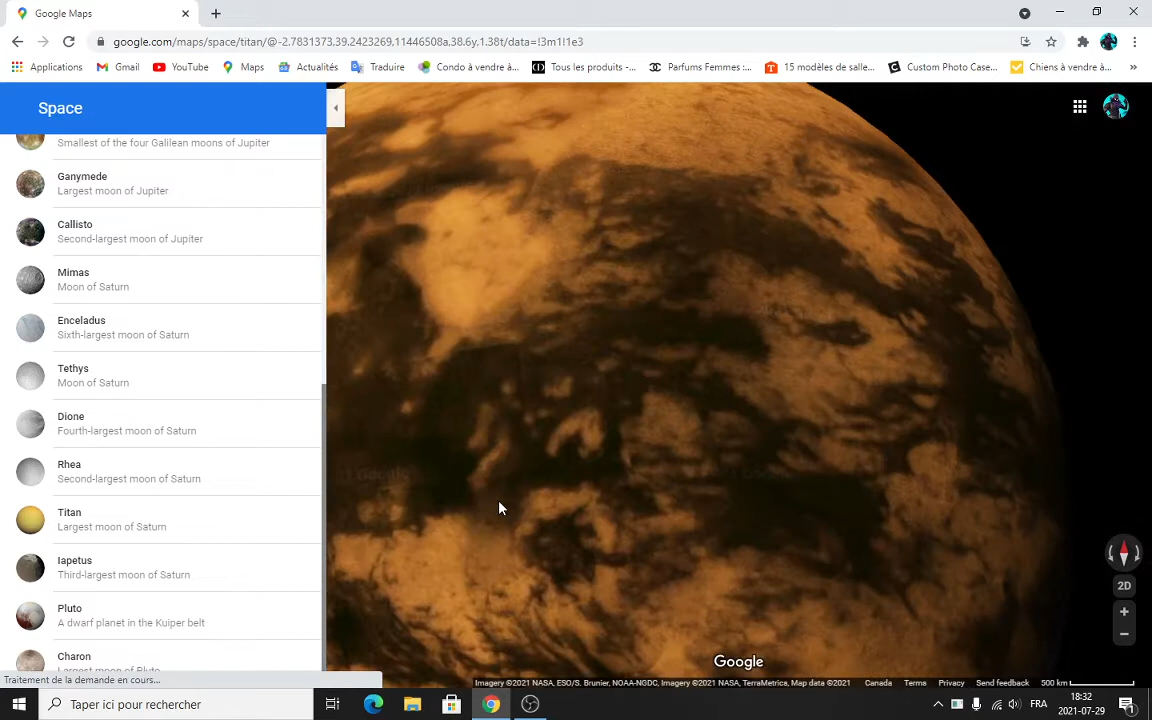 Google Maps
google.com/maps/space/titan/@-2.7831373,39.2423269,11446508a,38.6y,1.38t/data=!3m1!1e3
Applications Gmail YouTube Maps Actualités Traduire Condo à vendre à... Tous les produits -... Parfums Femmes :... 15 modèles de salle... Custom Photo Case... Chiens à vendre à...
Space
Smallest of the four Galilean moons of Jupiter
Ganymede
Largest moon of Jupiter
Callisto
Second-largest moon of Jupiter
Mimas
Moon of Saturn
Enceladus
Sixth-largest moon of Saturn
Tethys
Moon of Saturn
Dione
Fourth-largest moon of Saturn
Rhea
Second-largest moon of Saturn
Titan
Largest moon of Saturn
Iapetus
Third-largest moon of Saturn
Pluto
A dwarf planet in the Kuiper belt
Charon
Largest moon of Pluto
Traitement de la demande en cours...
2D
Google
Imagery ©2021 NASA, ESO/S. Brunier, NOAA-NGDC, Imagery ©2021 NASA, TerraMetrics, Map data ©2021 Canada Terms Privacy Send feedback 500 km
Taper ici pour rechercher
FRA
18:32
2021-07-29
1